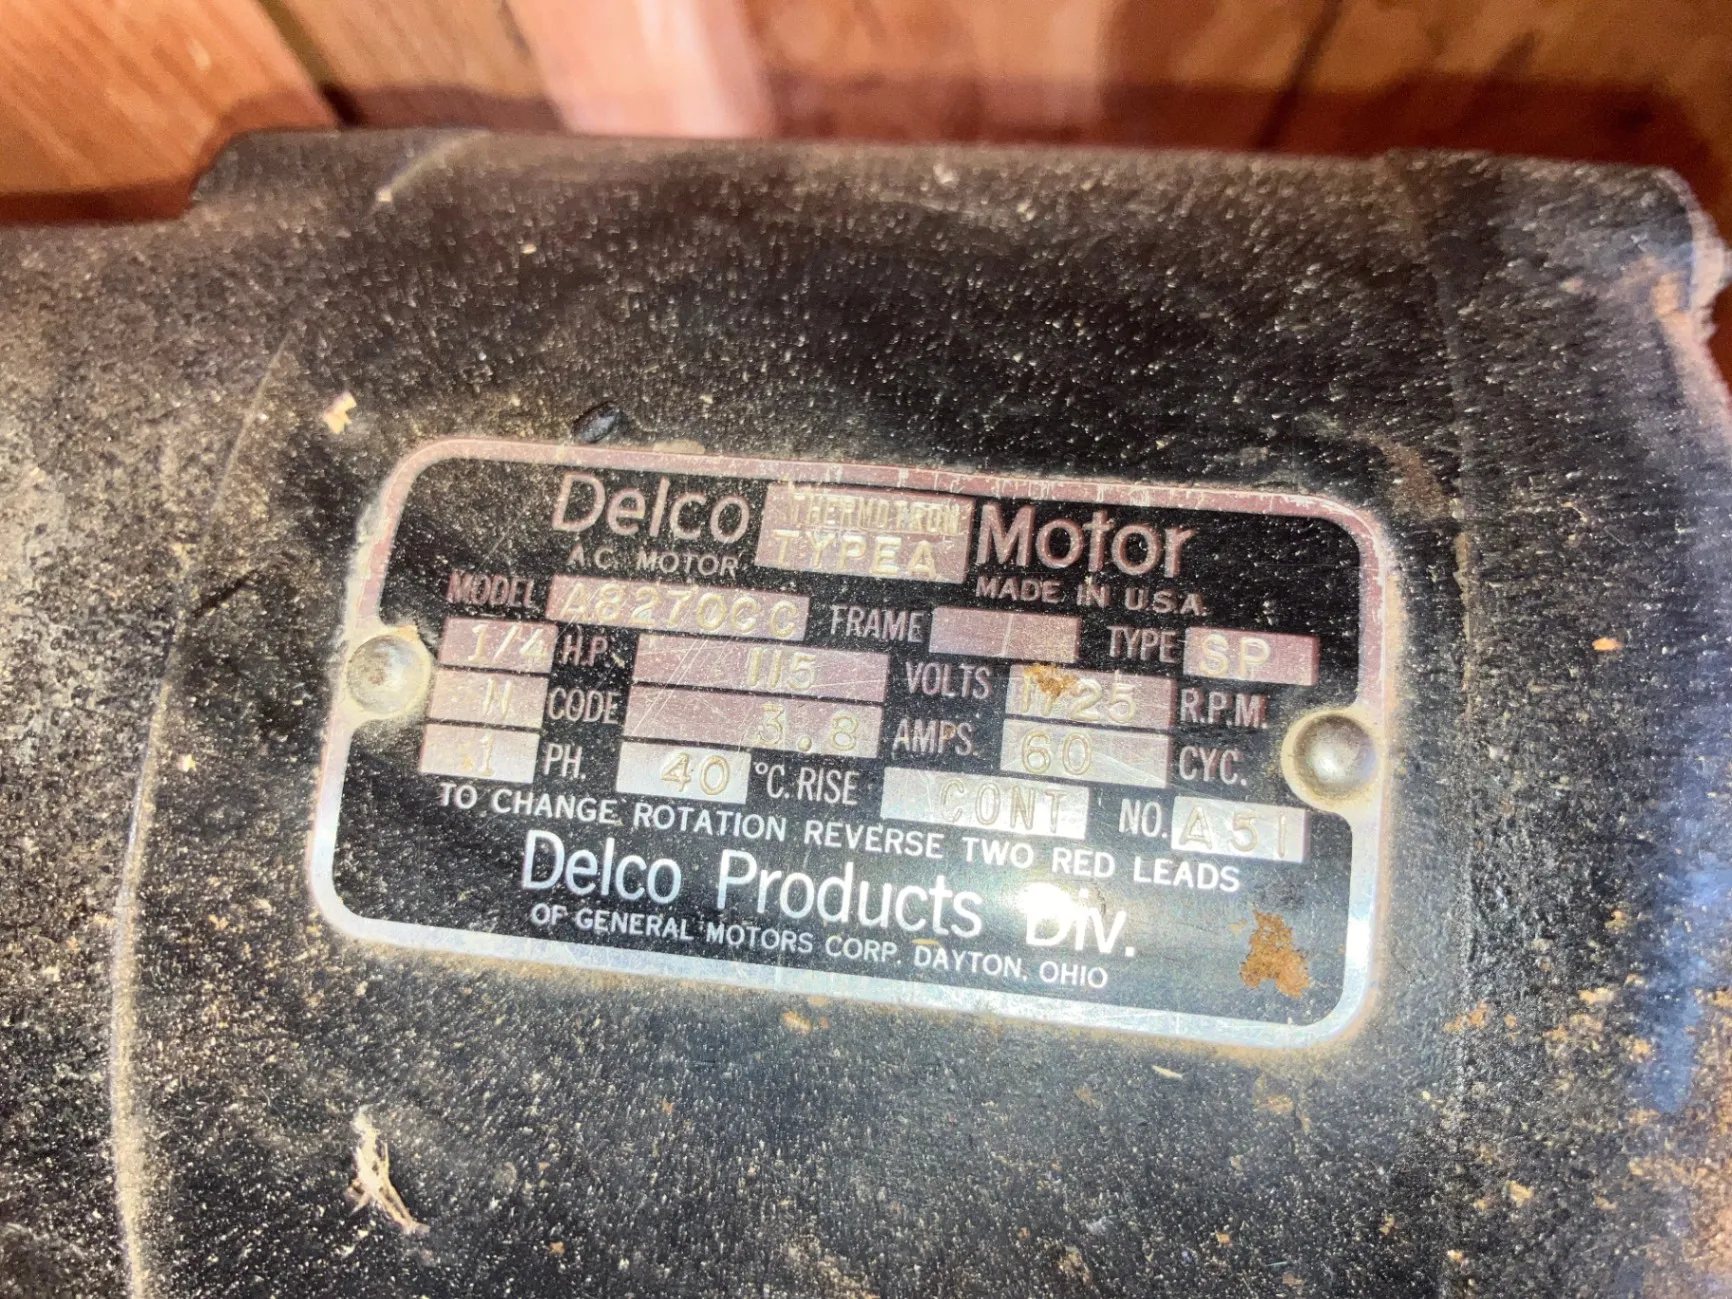 Delco THERMOTRON Motor
A.C. MOTOR TYPE A MADE IN U.S.A.
MODEL A8270CC FRAME TYPE SP
1/4 H.P. 115 VOLTS 1725 R.P.M.
N CODE 3.8 AMPS. 60 CYC.
1 PH. 40 °C. RISE CONT NO. A51
TO CHANGE ROTATION REVERSE TWO RED LEADS
Delco Products Div.
OF GENERAL MOTORS CORP. DAYTON, OHIO